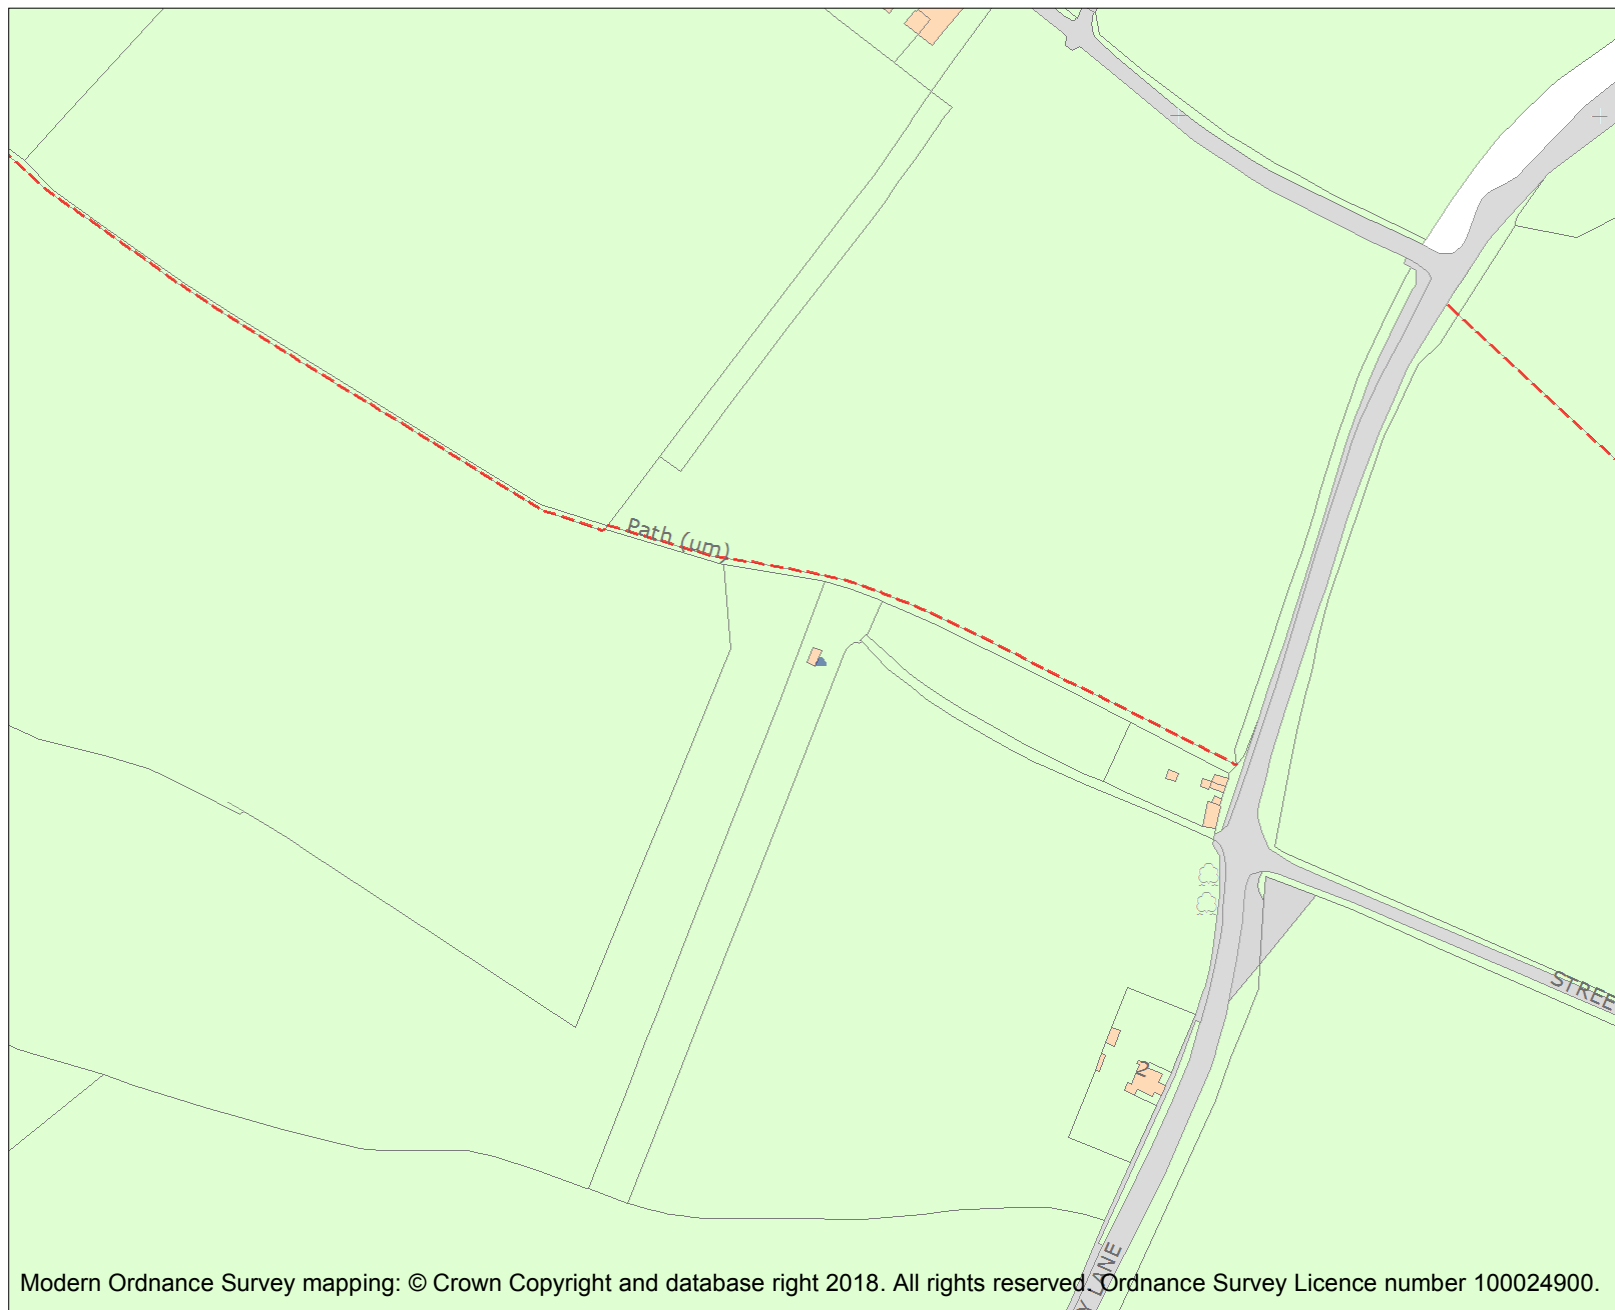 Path (um)
STREE
2
Y LANE
Modern Ordnance Survey mapping: © Crown Copyright and database right 2018. All rights reserved. Ordnance Survey Licence number 100024900.